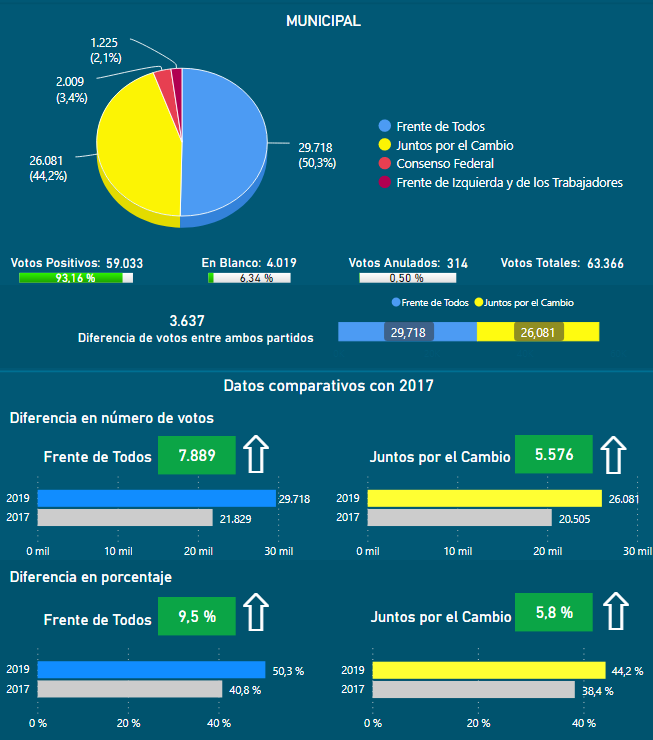 MUNICIPAL
1.225
(2,1%)
2.009
(3,4%)
26.081
(44,2%)
29.718
(50,3%)
Frente de Todos
Juntos por el Cambio
Consenso Federal
Frente de Izquierda y de los Trabajadores
Votos Positivos: 59.033
93,16 %
En Blanco: 4.019
6,34 %
Votos Anulados: 314
0,50 %
Votos Totales: 63.366
3.637
Diferencia de votos entre ambos partidos
Frente de Todos Juntos por el Cambio
29,718 26,081
Datos comparativos con 2017
Diferencia en número de votos
Frente de Todos 7.889
2019 29.718
2017 21.829
0 mil 10 mil 20 mil 30 mil
Juntos por el Cambio 5.576
2019 26.081
2017 20.505
0 mil 10 mil 20 mil 30 mil
Diferencia en porcentaje
Frente de Todos 9,5 %
2019 50,3 %
2017 40,8 %
0 % 20 % 40 %
Juntos por el Cambio 5,8 %
2019 44,2 %
2017 38,4 %
0 % 20 % 40 %